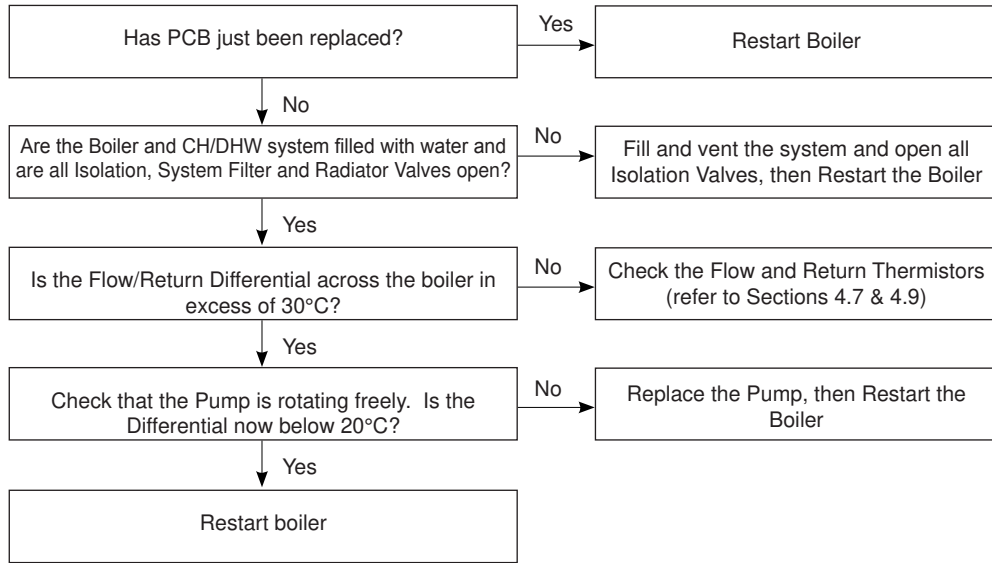 Has PCB just been replaced?
Yes
Restart Boiler
No
Are the Boiler and CH/DHW system filled with water and
are all Isolation, System Filter and Radiator Valves open?
No
Fill and vent the system and open all
Isolation Valves, then Restart the Boiler
Yes
Is the Flow/Return Differential across the boiler in
excess of 30°C?
No
Check the Flow and Return Thermistors
(refer to Sections 4.7 & 4.9)
Yes
Check that the Pump is rotating freely.  Is the
Differential now below 20°C?
No
Replace the Pump, then Restart the
Boiler
Yes
Restart boiler